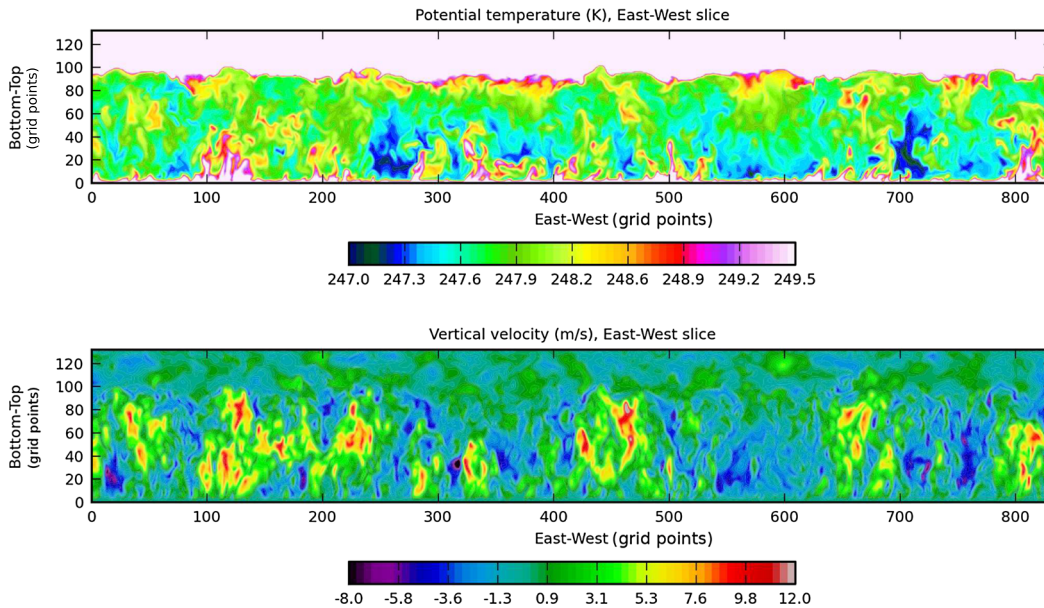 Potential temperature (K), East-West slice
120
100
80
60
40
20
0
Bottom-Top
(grid points)
0 100 200 300 400 500 600 700 800
East-West (grid points)
247.0 247.3 247.6 247.9 248.2 248.6 248.9 249.2 249.5
Vertical velocity (m/s), East-West slice
120
100
80
60
40
20
0
Bottom-Top
(grid points)
0 100 200 300 400 500 600 700 800
East-West (grid points)
-8.0 -5.8 -3.6 -1.3 0.9 3.1 5.3 7.6 9.8 12.0